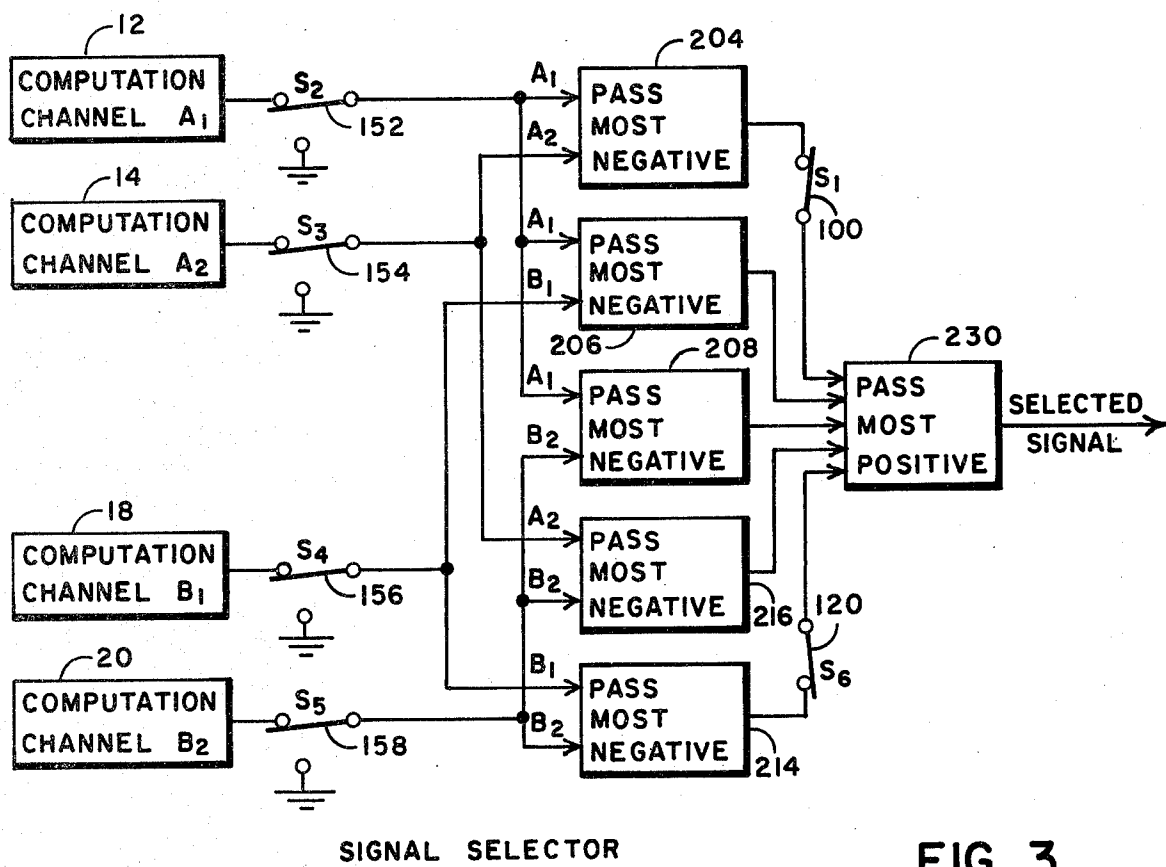 12
COMPUTATION
CHANNEL A1
S2
152
14
COMPUTATION
CHANNEL A2
S3
154
18
COMPUTATION
CHANNEL B1
S4
156
20
COMPUTATION
CHANNEL B2
S5
158
204
A1
A2
PASS
MOST
NEGATIVE
A1
B1
PASS
MOST
NEGATIVE
206
208
A1
B2
PASS
MOST
NEGATIVE
A2
B2
PASS
MOST
NEGATIVE
216
B1
B2
PASS
MOST
NEGATIVE
214
S1
100
120
S6
230
PASS
MOST
POSITIVE
SELECTED
SIGNAL
SIGNAL SELECTOR
FIG. 3